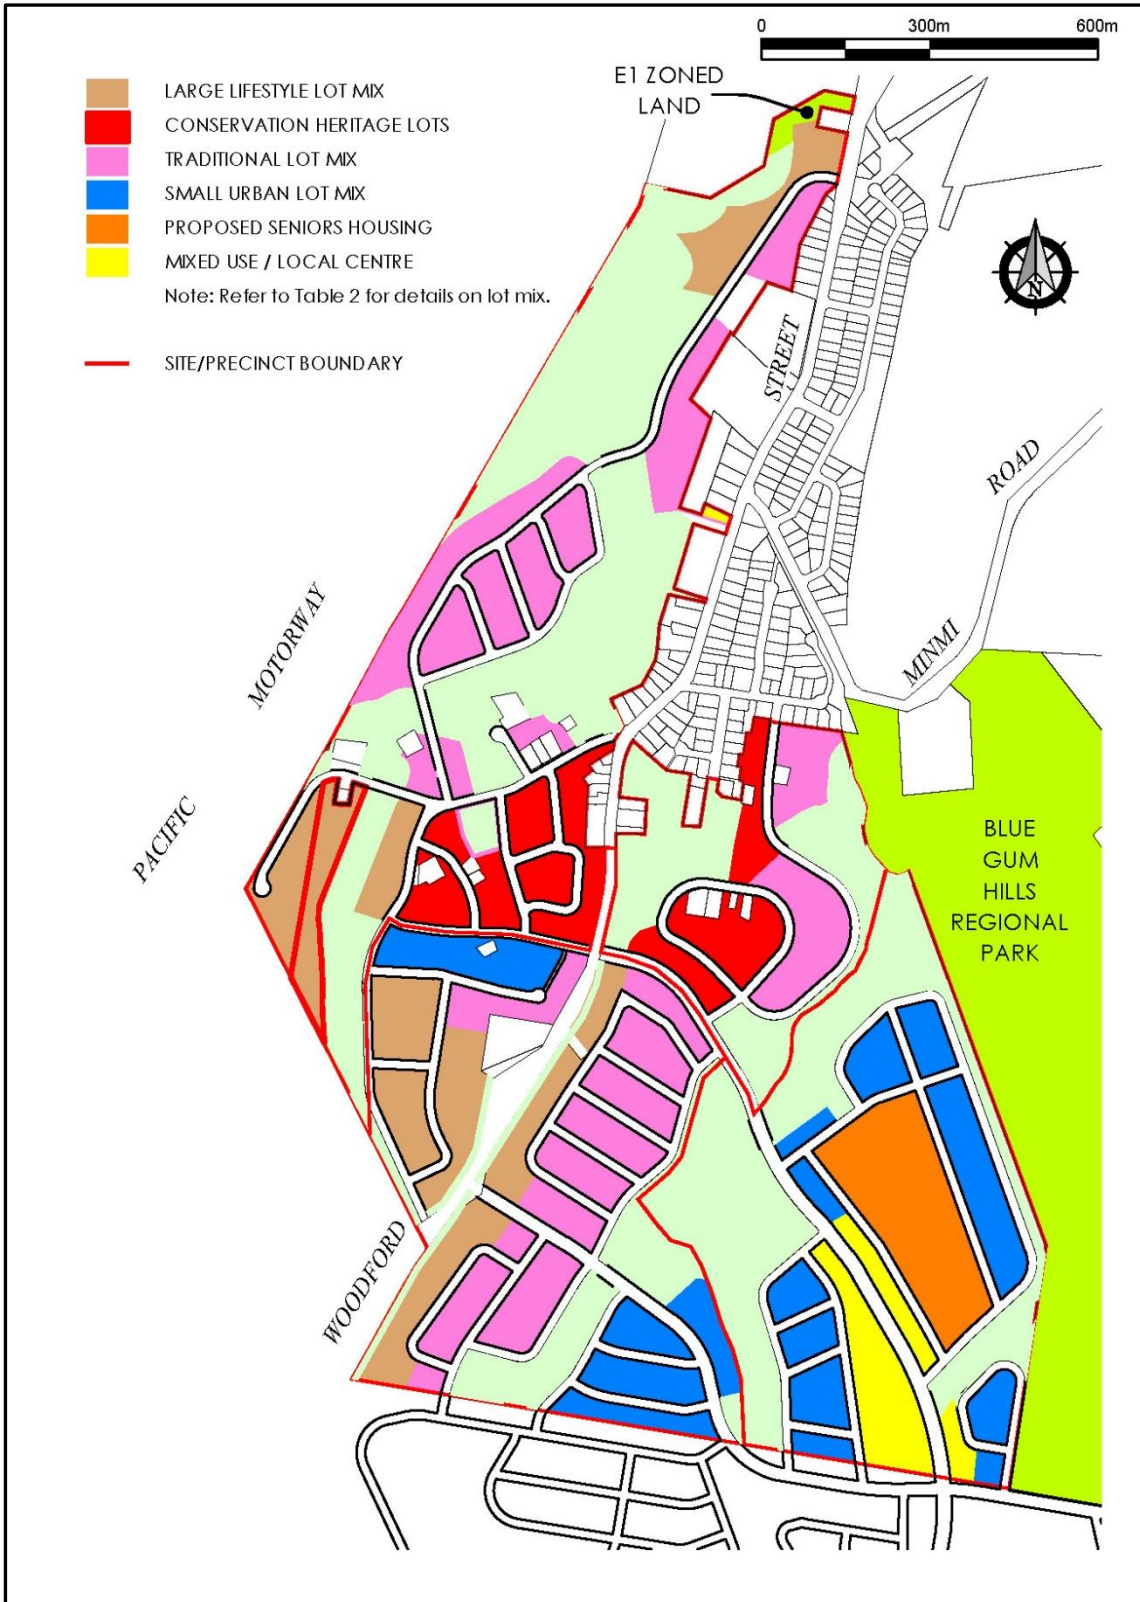 0 300m 600m
E1 ZONED
LAND
LARGE LIFESTYLE LOT MIX
CONSERVATION HERITAGE LOTS
TRADITIONAL LOT MIX
SMALL URBAN LOT MIX
PROPOSED SENIORS HOUSING
MIXED USE / LOCAL CENTRE
Note: Refer to Table 2 for details on lot mix.
SITE/PRECINCT BOUNDARY
N
STREET
ROAD
MINMI
MOTORWAY
PACIFIC
BLUE
GUM
HILLS
REGIONAL
PARK
WOODFORD